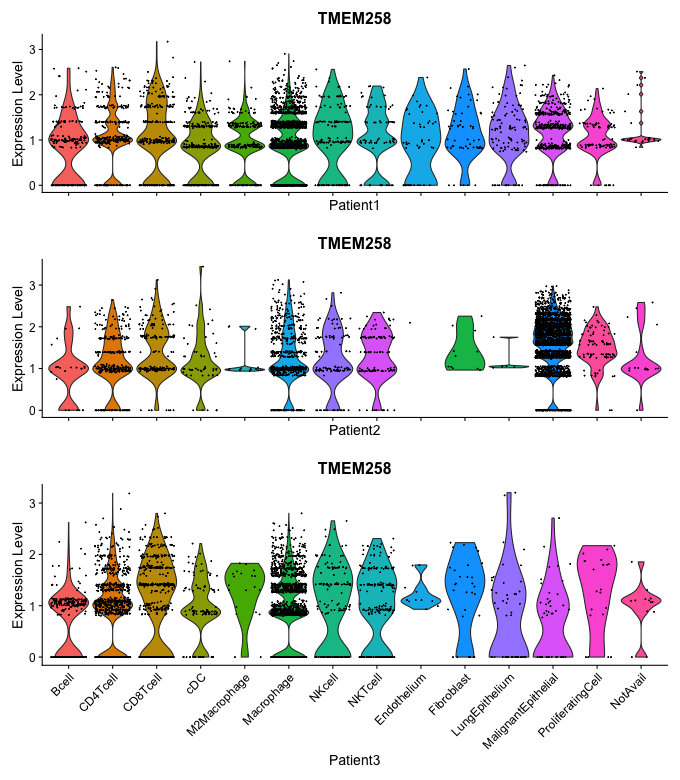 TMEM258
Expression Level
3
2
1
0
Patient1
TMEM258
Expression Level
3
2
1
0
Patient2
TMEM258
Expression Level
3
2
1
0
Bcell
CD4Tcell
CD8Tcell
cDC
M2Macrophage
Macrophage
NKcell
NKTcell
Endothelium
Fibroblast
LungEpithelium
MalignantEpithelial
ProliferatingCell
NotAvail
Patient3